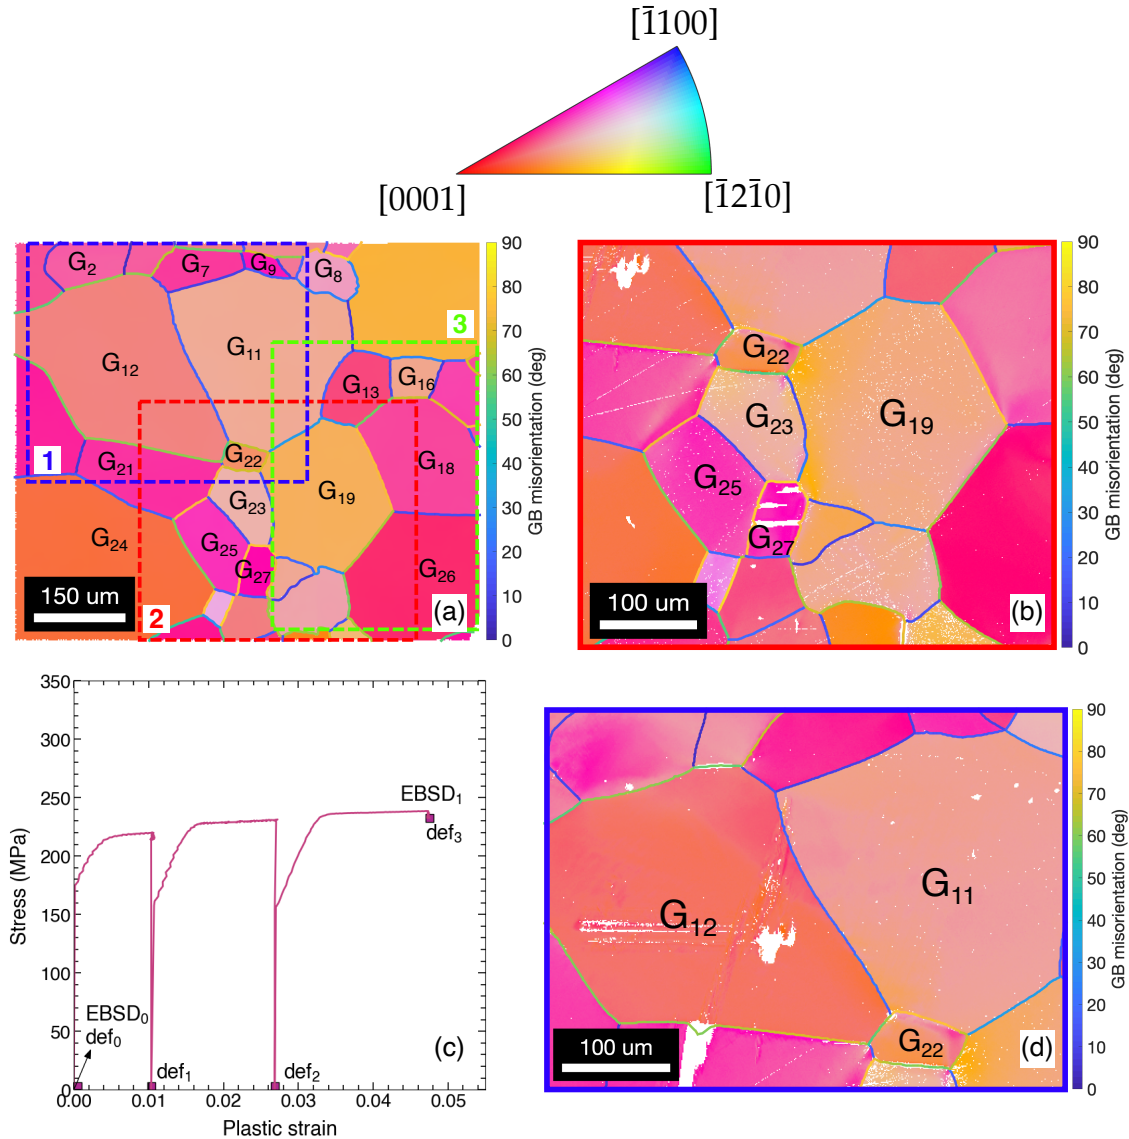 [1̄100]
[0001]
[1̄21̄0]
G2
G7
G9
G8
G12
G11
3
G13
G16
1
G21
G22
G18
G23
G19
G24
G25
G27
G26
150 um
2
(a)
90
80
70
60
50
40
30
20
10
0
GB misorientation (deg)
G22
G23
G19
G25
G27
100 um
(b)
90
80
70
60
50
40
30
20
10
0
GB misorientation (deg)
350
300
250
200
150
100
50
0
Stress (MPa)
EBSD1
def3
EBSD0
def0
def1
def2
(c)
0.00
0.01
0.02
0.03
0.04
0.05
Plastic strain
G11
G12
G22
100 um
(d)
90
80
70
60
50
40
30
20
10
0
GB misorientation (deg)